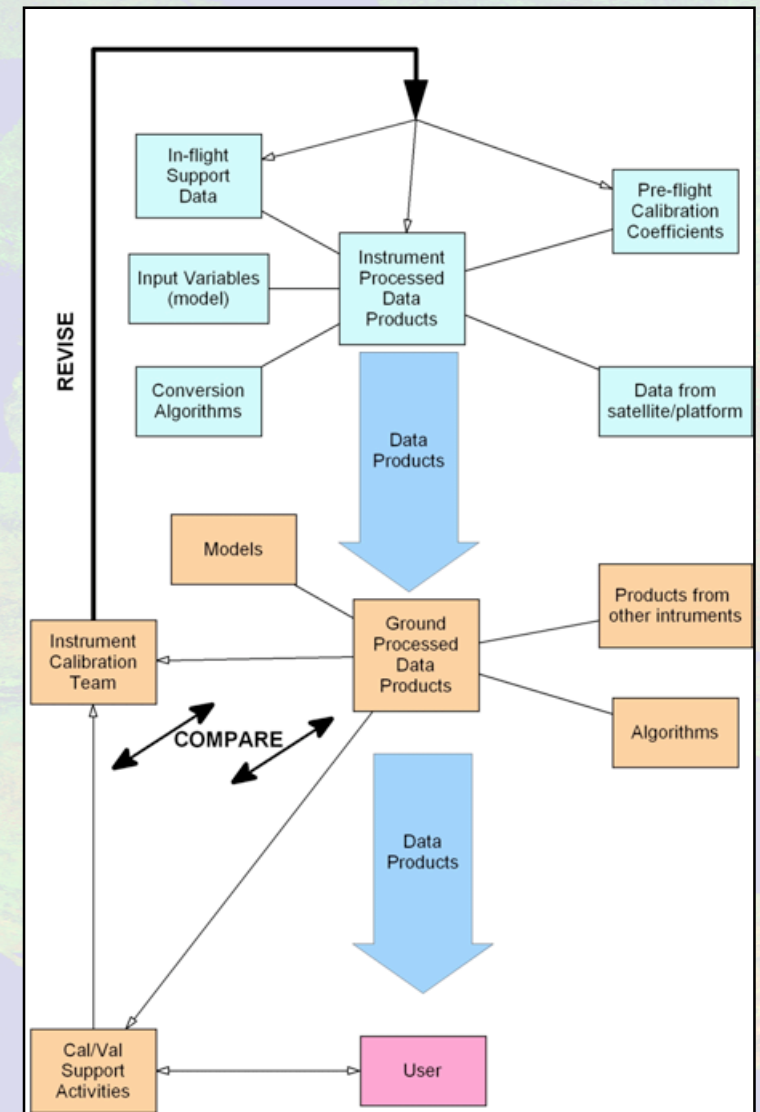 In-flight
Support
Data
Pre-flight
Calibration
Coefficients
Instrument
Processed
Data
Products
Input Variables
(model)
REVISE
Conversion
Algorithms
Data from
satellite/platform
Data
Products
Models
Products from
other intruments
Ground
Processed
Data
Products
Instrument
Calibration
Team
Algorithms
COMPARE
Data
Products
Cal/Val
Support
Activities
User